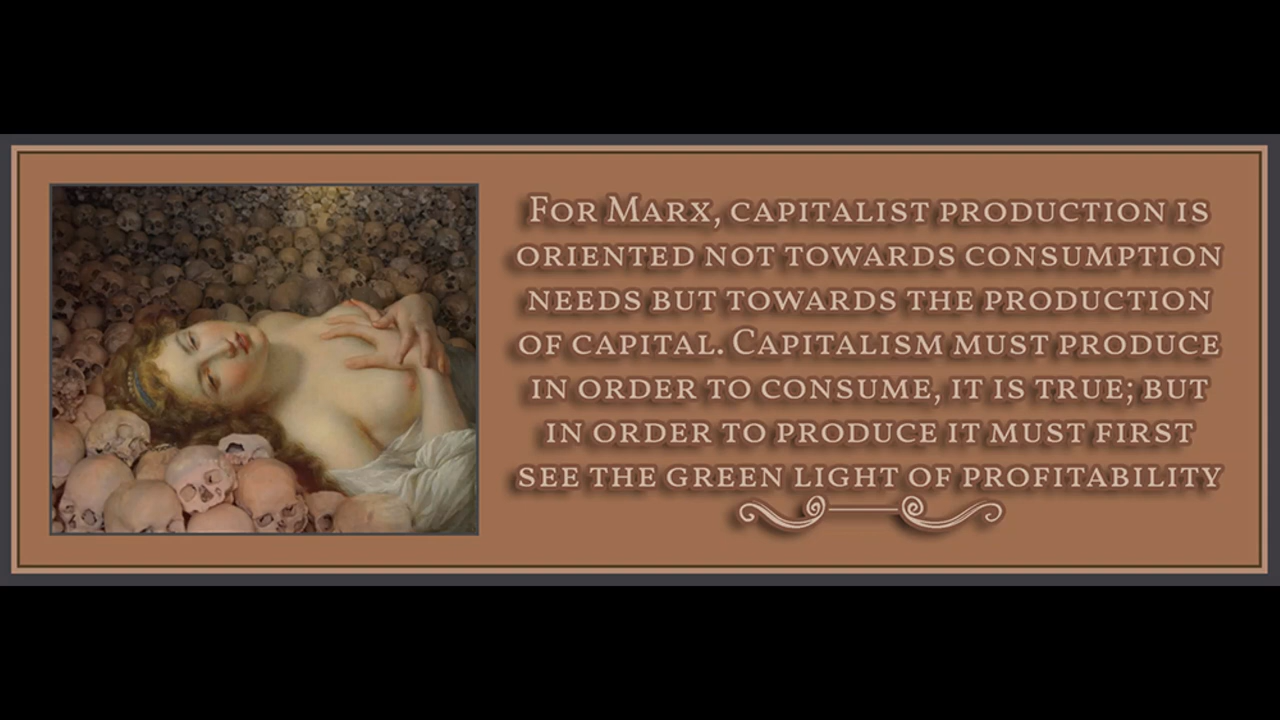 For Marx, capitalist production is
oriented not towards consumption
needs but towards the production
of capital. Capitalism must produce
in order to consume, it is true; but
in order to produce it must first
see the green light of profitability